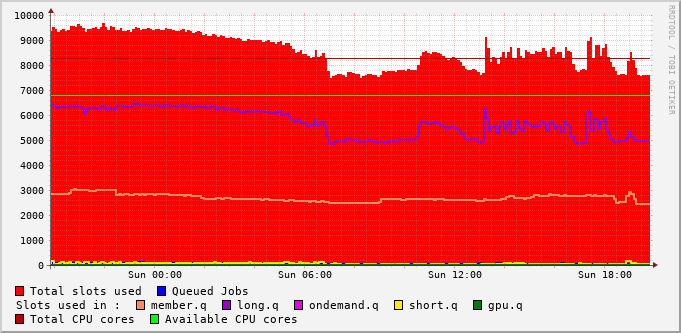 10000
9000
8000
7000
6000
5000
4000
3000
2000
1000
0
Sun 00:00 Sun 06:00 Sun 12:00 Sun 18:00
RRDTOOL / TOBI OETIKER
Total slots used Queued Jobs
Slots used in : member.q long.q ondemand.q short.q gpu.q
Total CPU cores Available CPU cores